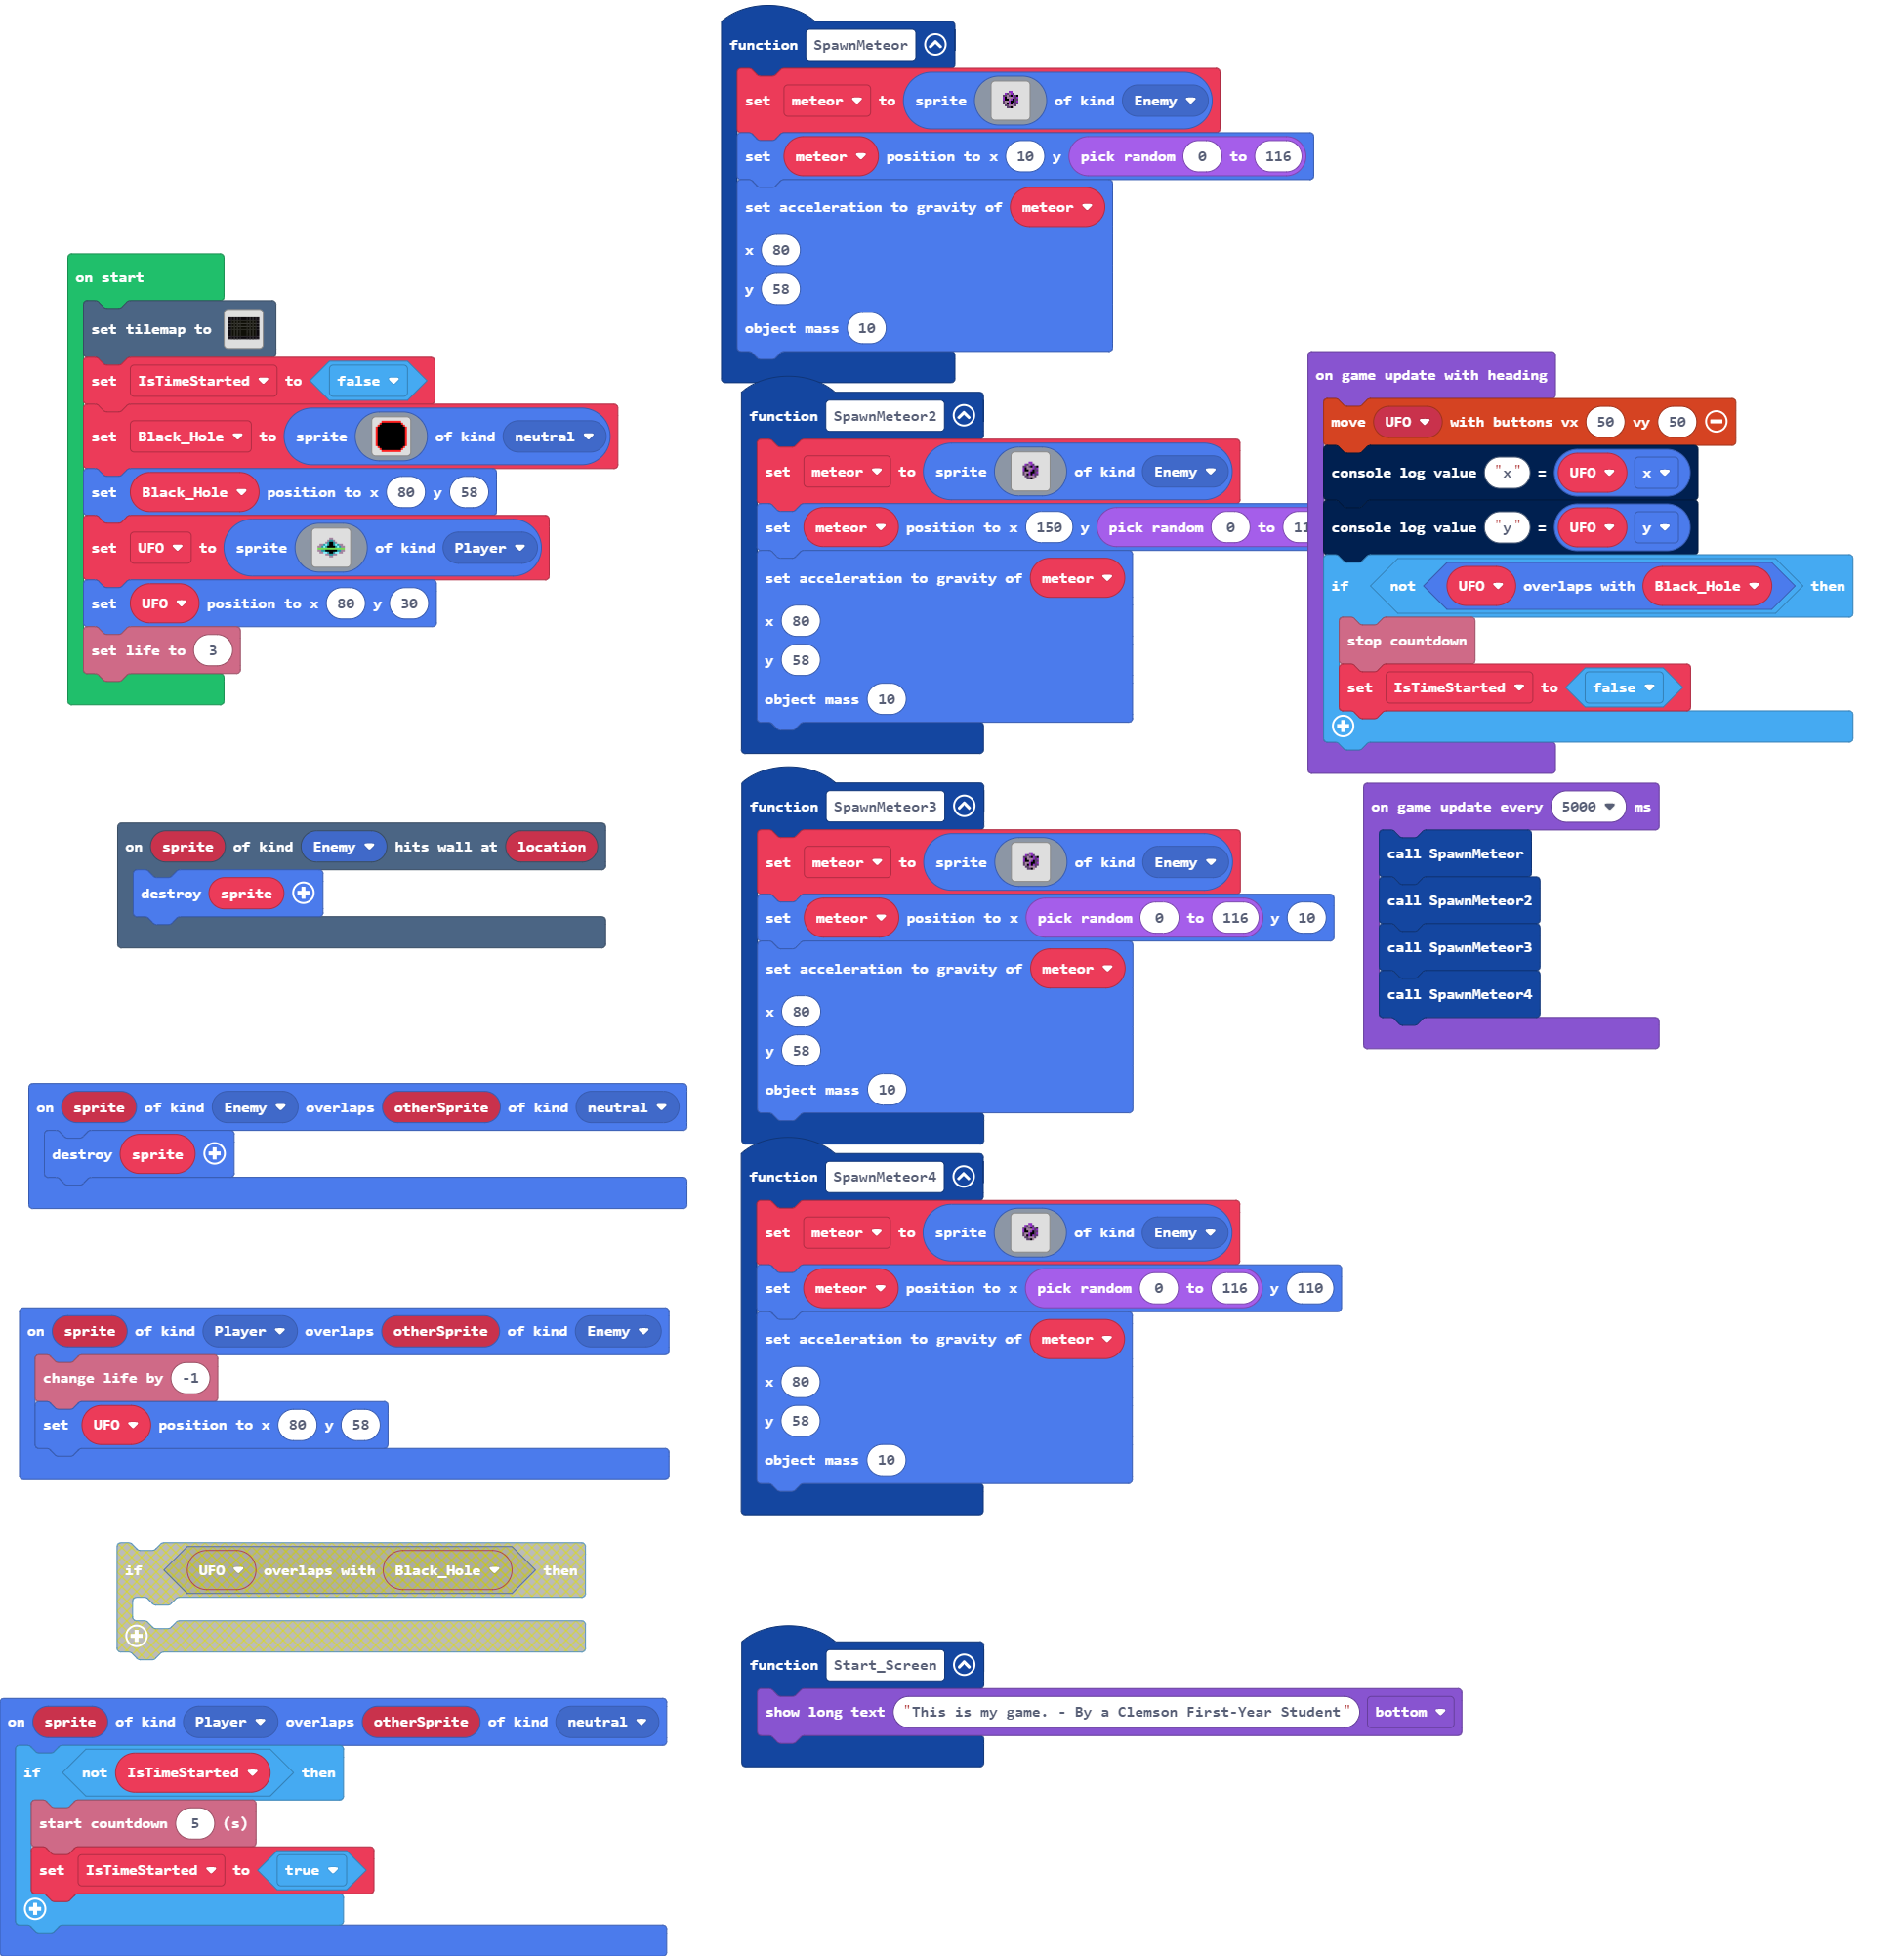 on start
set tilemap to
set IsTimeStarted to false
set Black_Hole to sprite of kind neutral
set Black_Hole position to x 80 y 58
set UFO to sprite of kind Player
set UFO position to x 80 y 30
set life to 3
on sprite of kind Enemy hits wall at location
destroy sprite
on sprite of kind Enemy overlaps otherSprite of kind neutral
destroy sprite
on sprite of kind Player overlaps otherSprite of kind Enemy
change life by -1
set UFO position to x 80 y 58
if UFO overlaps with Black_Hole then
on sprite of kind Player overlaps otherSprite of kind neutral
if not IsTimeStarted then
start countdown 5 (s)
set IsTimeStarted to true
function SpawnMeteor
set meteor to sprite of kind Enemy
set meteor position to x 10 y pick random 0 to 116
set acceleration to gravity of meteor
x 80
y 58
object mass 10
function SpawnMeteor2
set meteor to sprite of kind Enemy
set meteor position to x 150 y pick random 0 to
set acceleration to gravity of meteor
x 80
y 58
object mass 10
function SpawnMeteor3
set meteor to sprite of kind Enemy
set meteor position to x pick random 0 to 116 y 10
set acceleration to gravity of meteor
x 80
y 58
object mass 10
function SpawnMeteor4
set meteor to sprite of kind Enemy
set meteor position to x pick random 0 to 116 y 110
set acceleration to gravity of meteor
x 80
y 58
object mass 10
function Start_Screen
show long text "This is my game. - By a Clemson First-Year Student" bottom
on game update with heading
move UFO with buttons vx 50 vy 50
console log value "x" = UFO x
console log value "y" = UFO y
if not UFO overlaps with Black_Hole then
stop countdown
set IsTimeStarted to false
on game update every 5000 ms
call SpawnMeteor
call SpawnMeteor2
call SpawnMeteor3
call SpawnMeteor4